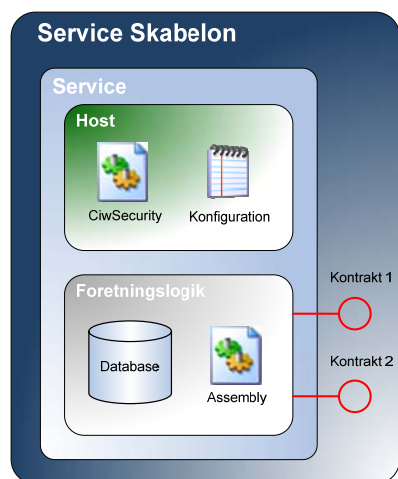 Service Skabelon
Service
Host
CiwSecurity
Konfiguration
Foretningslogik
Database
Assembly
Kontrakt 1
Kontrakt 2